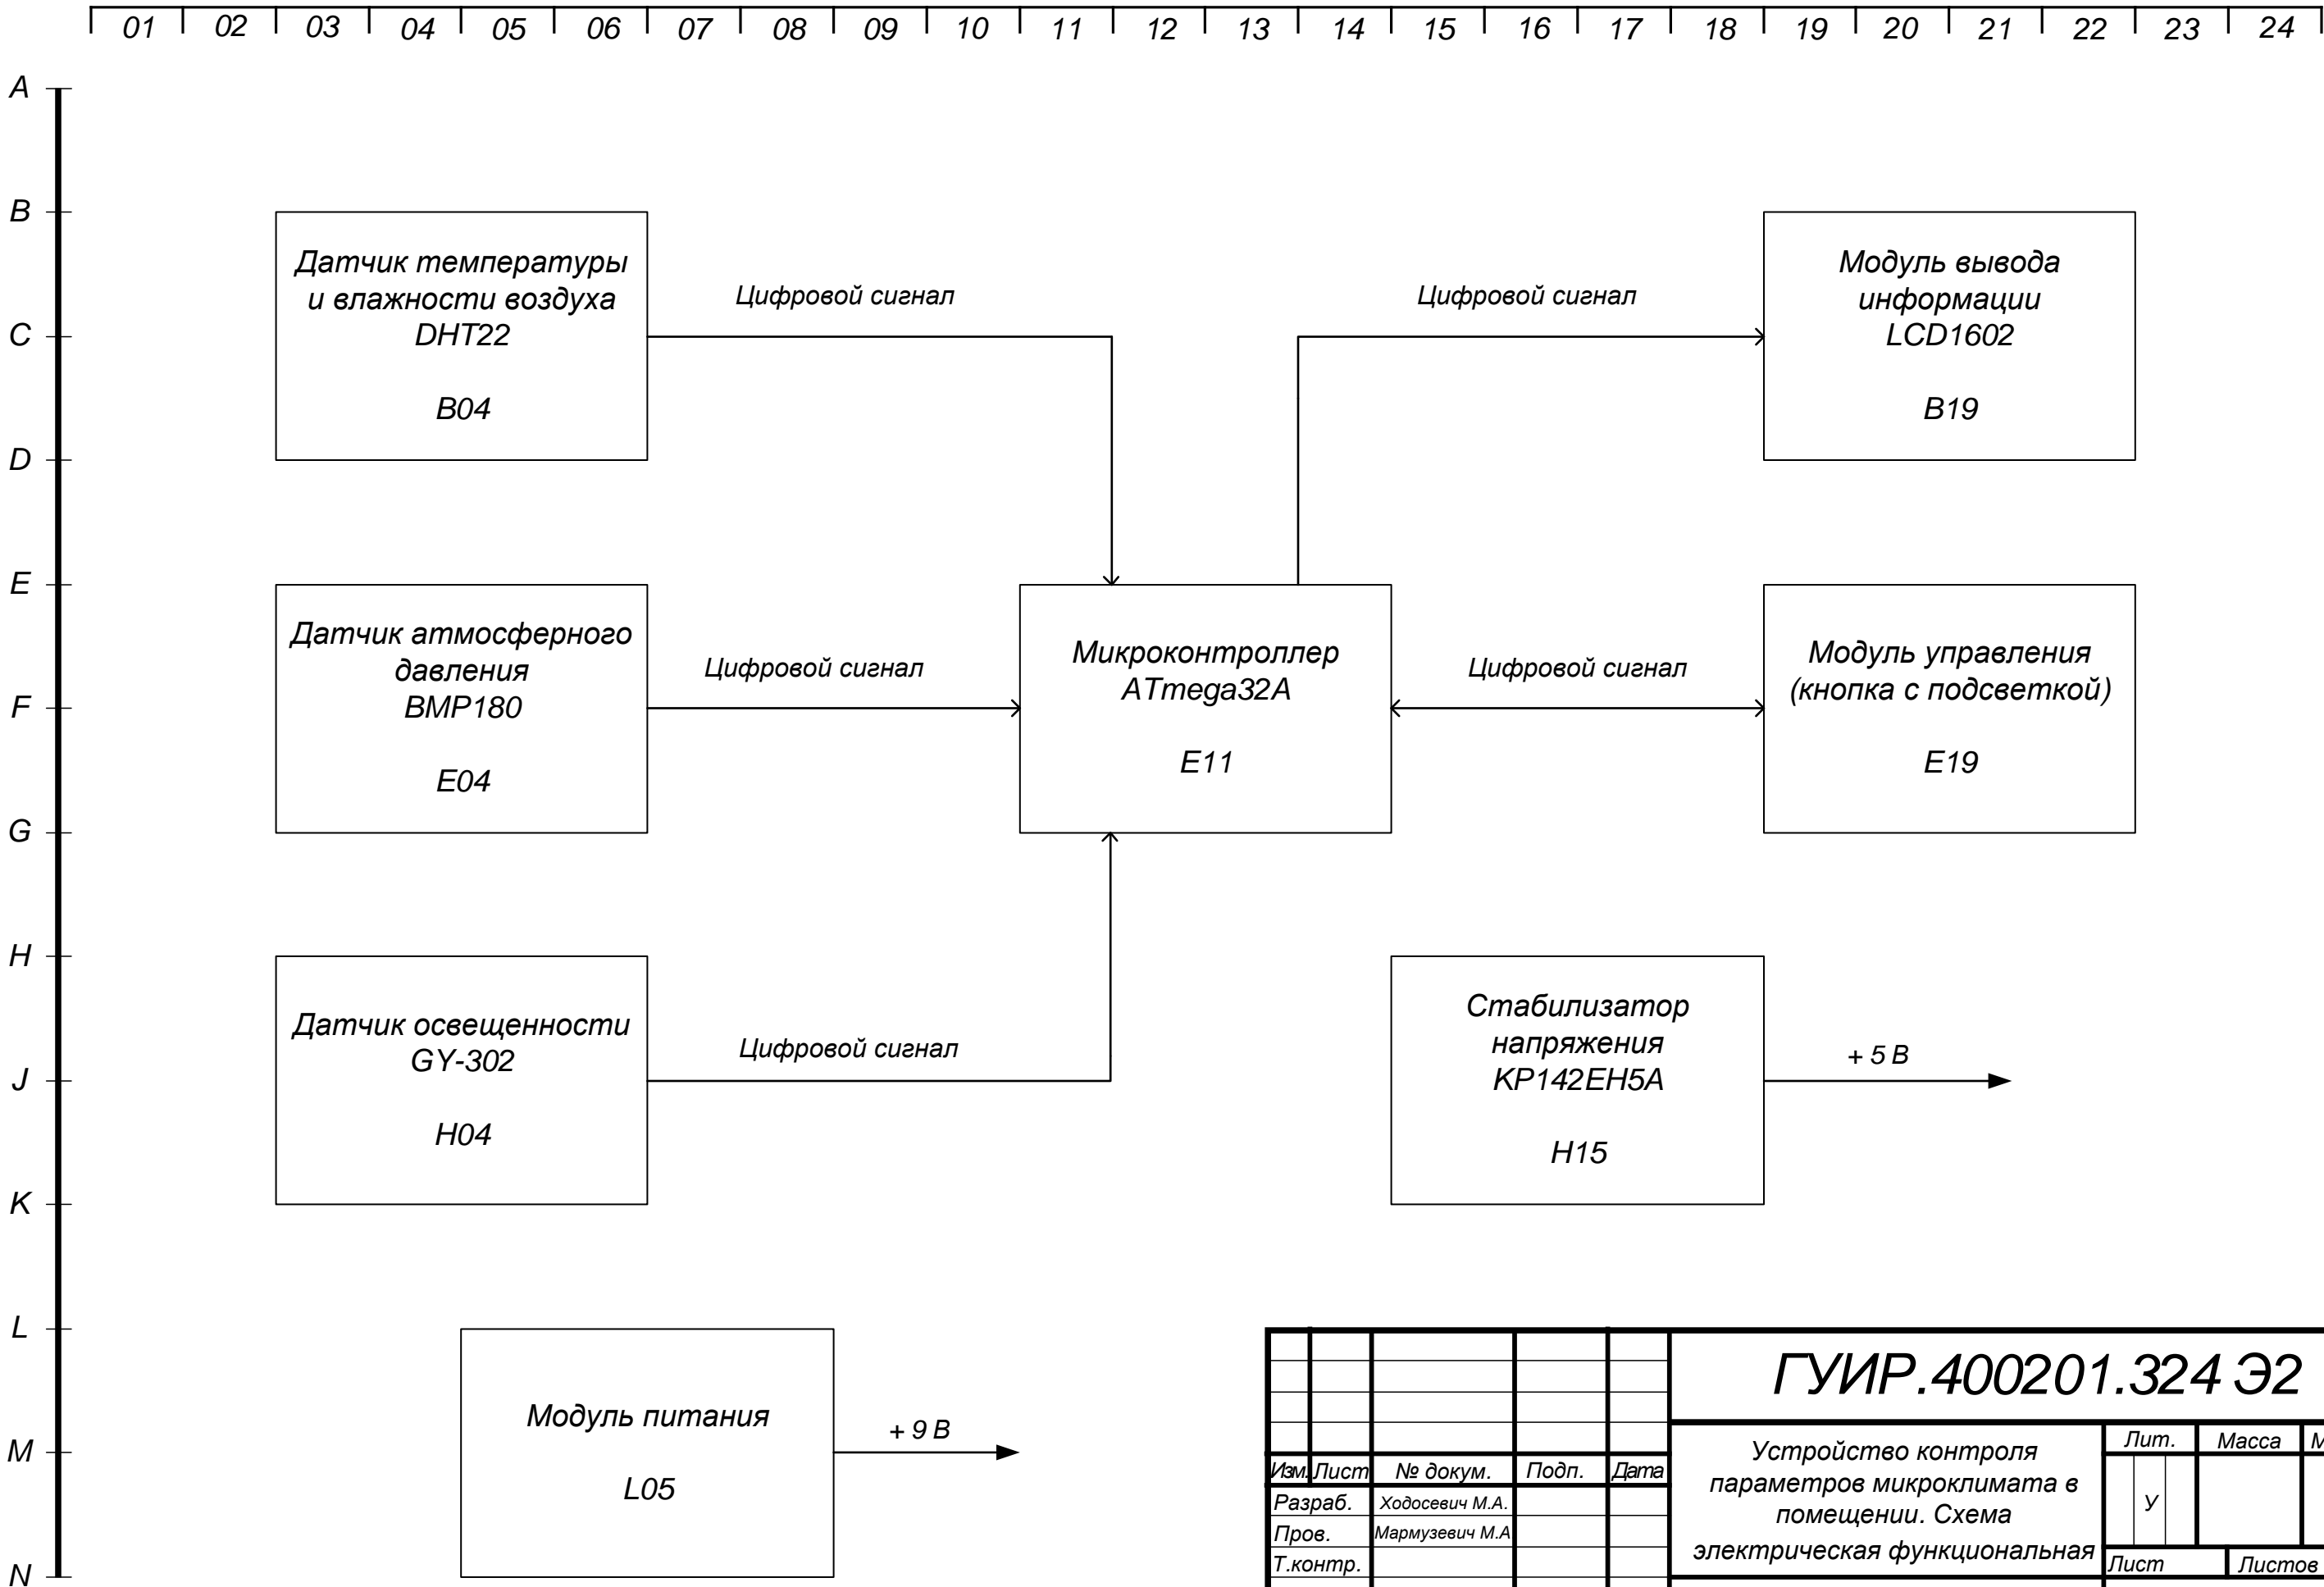 01 02 03 04 05 06 07 08 09 10 11 12 13 14 15 16 17 18 19 20 21 22 23 24
A
B
Датчик температуры
и влажности воздуха
DHT22
B04
Цифровой сигнал
Цифровой сигнал
Модуль вывода
информации
LCD1602
B19
C
D
E
Датчик атмосферного
давления
BMP180
E04
Цифровой сигнал
Микроконтроллер
ATmega32A
E11
Цифровой сигнал
Модуль управления
(кнопка с подсветкой)
E19
F
G
H
Датчик освещенности
GY-302
H04
Цифровой сигнал
Стабилизатор
напряжения
КР142ЕН5А
H15
+ 5 В
J
K
L
Модуль питания
L05
+ 9 В
M
N
ГУИР.400201.324 Э2
Изм. Лист № докум. Подп. Дата
Разраб. Ходосевич М.А.
Пров. Мармузевич М.А
Т.контр.
Устройство контроля
параметров микроклимата в
помещении. Схема
электрическая функциональная
Лит. Масса
У
Лист Листов